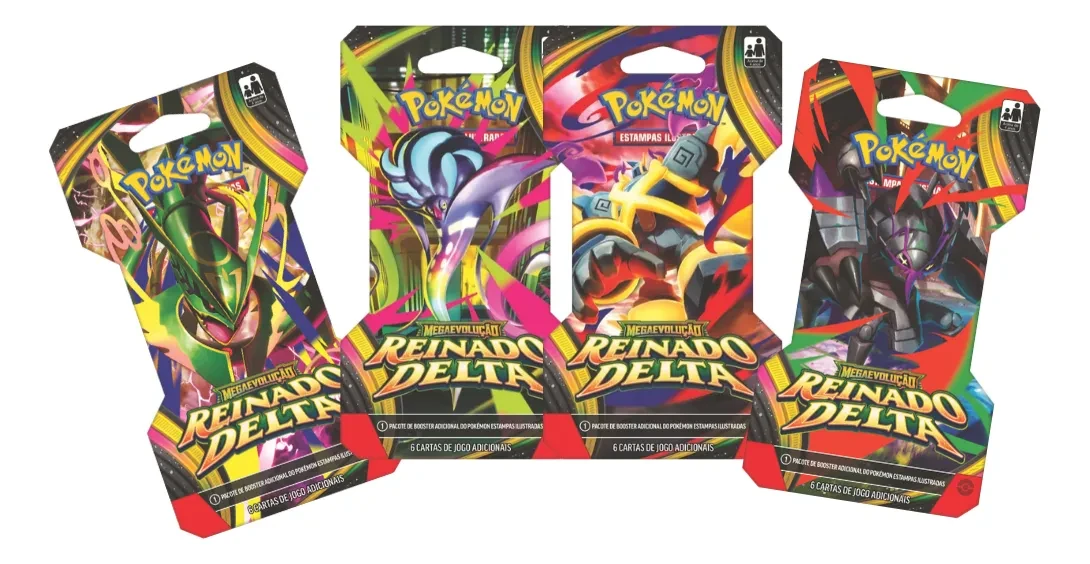 POKÉMON
MEGAEVOLUÇÃO
REINADO
DELTA
1 PACOTE DE BOOSTER ADICIONAL DO POKÉMON ESTAMPAS ILUS
6 CARTAS DE JOGO ADICIONAIS
POKÉMON
MEGAEVOLUÇÃO
REINADO
DELTA
1 PACOTE DE BOOSTER ADICIONAL DO POKÉMON ESTAMPAS ILUSTRADAS
6 CARTAS DE JOGO ADICIONAIS
POKÉMON
ESTAMPAS
MEGAEVOLUÇÃO
REINADO
DELTA
1 PACOTE DE BOOSTER ADICIONAL DO POKÉMON ESTAMPAS ILUSTRADAS
6 CARTAS DE JOGO ADICIONAIS
POKÉMON
MEGAEVOLUÇÃO
REINADO
DELTA
1 PACOTE DE BOOSTER ADICIONAL DO POKÉMON ESTAMPAS ILUSTRADAS
6 CARTAS DE JOGO ADICIONAIS